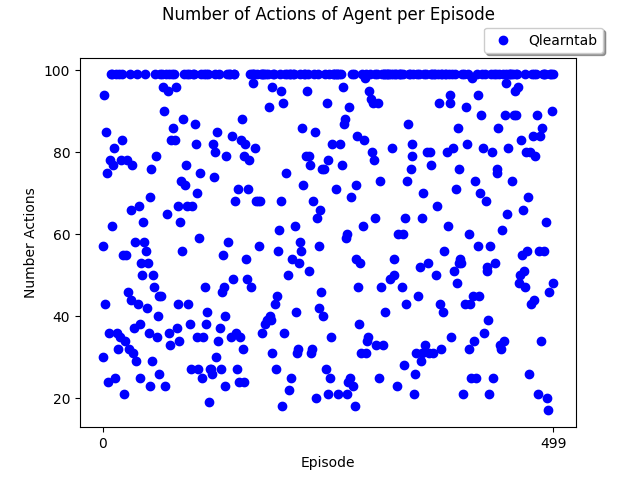 Number of Actions of Agent per Episode
Qlearntab
100
80
60
40
20
Number Actions
0
499
Episode